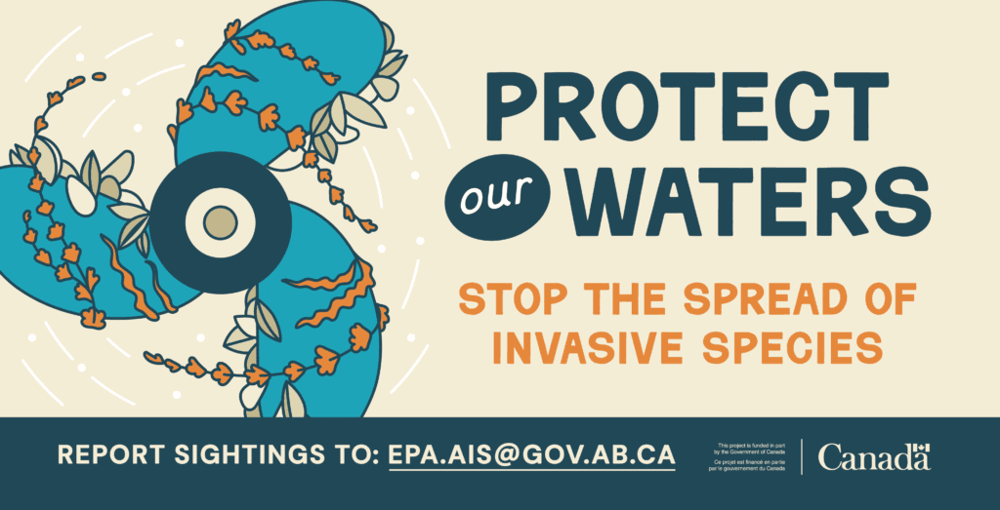 PROTECT
our WATERS
STOP THE SPREAD OF
INVASIVE SPECIES
REPORT SIGHTINGS TO: EPA.AIS@GOV.AB.CA
This project is funded in part
by the Government of Canada
Ce projet est financé en partie
par le gouvernement du Canada
Canada